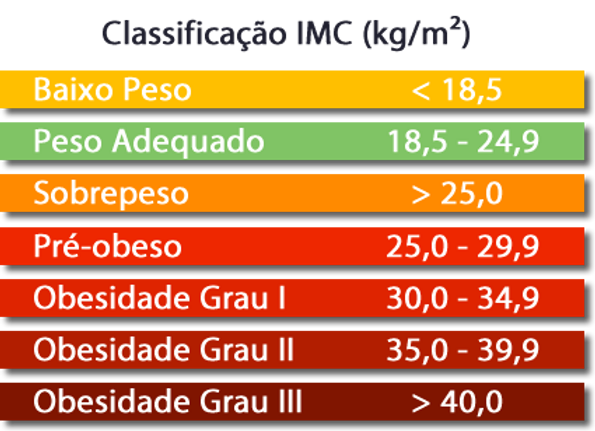 Classificação IMC (kg/m²)
Baixo Peso < 18,5
Peso Adequado 18,5 - 24,9
Sobrepeso > 25,0
Pré-obeso 25,0 - 29,9
Obesidade Grau I 30,0 - 34,9
Obesidade Grau II 35,0 - 39,9
Obesidade Grau III > 40,0